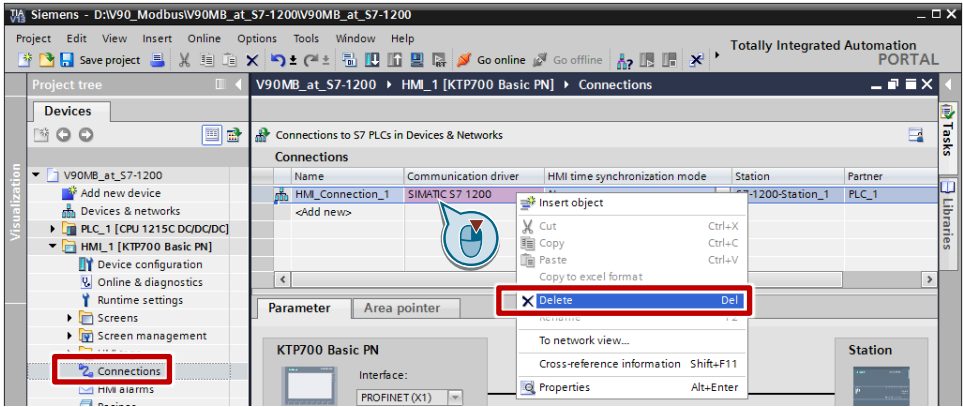 TIA V13 Siemens - D:\V90_Modbus\V90MB_at_S7-1200\V90MB_at_S7-1200
Project Edit View Insert Online Options Tools Window Help
Save project Go online Go offline
Totally Integrated Automation
PORTAL
Project tree
V90MB_at_S7-1200 HMI_1 [KTP700 Basic PN] Connections
Devices
Connections to S7 PLCs in Devices & Networks
Connections
Name Communication driver HMI time synchronization mode Station Partner
HMI_Connection_1 SIMATIC S7 1200 S7-1200-Station_1 PLC_1
<Add new>
Visualization
V90MB_at_S7-1200
Add new device
Devices & networks
PLC_1 [CPU 1215C DC/DC/DC]
HMI_1 [KTP700 Basic PN]
Device configuration
Online & diagnostics
Runtime settings
Screens
Screen management
Connections
HMI alarms
Recipes
Insert object
Cut Ctrl+X
Copy Ctrl+C
Paste Ctrl+V
Copy to excel format
Delete Del
Rename F2
To network view...
Cross-reference information Shift+F11
Properties Alt+Enter
Parameter Area pointer
KTP700 Basic PN
Interface:
PROFINET (X1)
Station
Tasks
Libraries